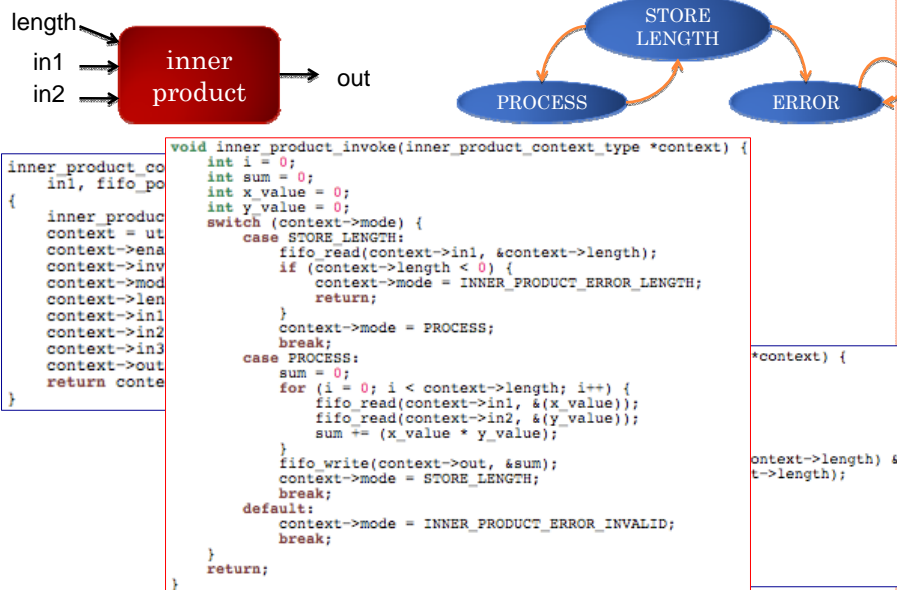 length
in1
in2
inner
product
out
STORE
LENGTH
PROCESS
ERROR
inner_product_co
in1, fifo_po
{
inner_produc
context = ut
context->ena
context->inv
context->mod
context->len
context->in1
context->in2
context->in3
context->out
return conte
}
void inner_product_invoke(inner_product_context_type *context) {
int i = 0;
int sum = 0;
int x_value = 0;
int y_value = 0;
switch (context->mode) {
case STORE_LENGTH:
fifo_read(context->in1, &context->length);
if (context->length < 0) {
context->mode = INNER_PRODUCT_ERROR_LENGTH;
return;
}
context->mode = PROCESS;
break;
case PROCESS:
sum = 0;
for (i = 0; i < context->length; i++) {
fifo_read(context->in1, &(x_value));
fifo_read(context->in2, &(y_value));
sum += (x_value * y_value);
}
fifo_write(context->out, &sum);
context->mode = STORE_LENGTH;
break;
default:
context->mode = INNER_PRODUCT_ERROR_INVALID;
break;
}
return;
}
*context) {
ontext->length) &
t->length);